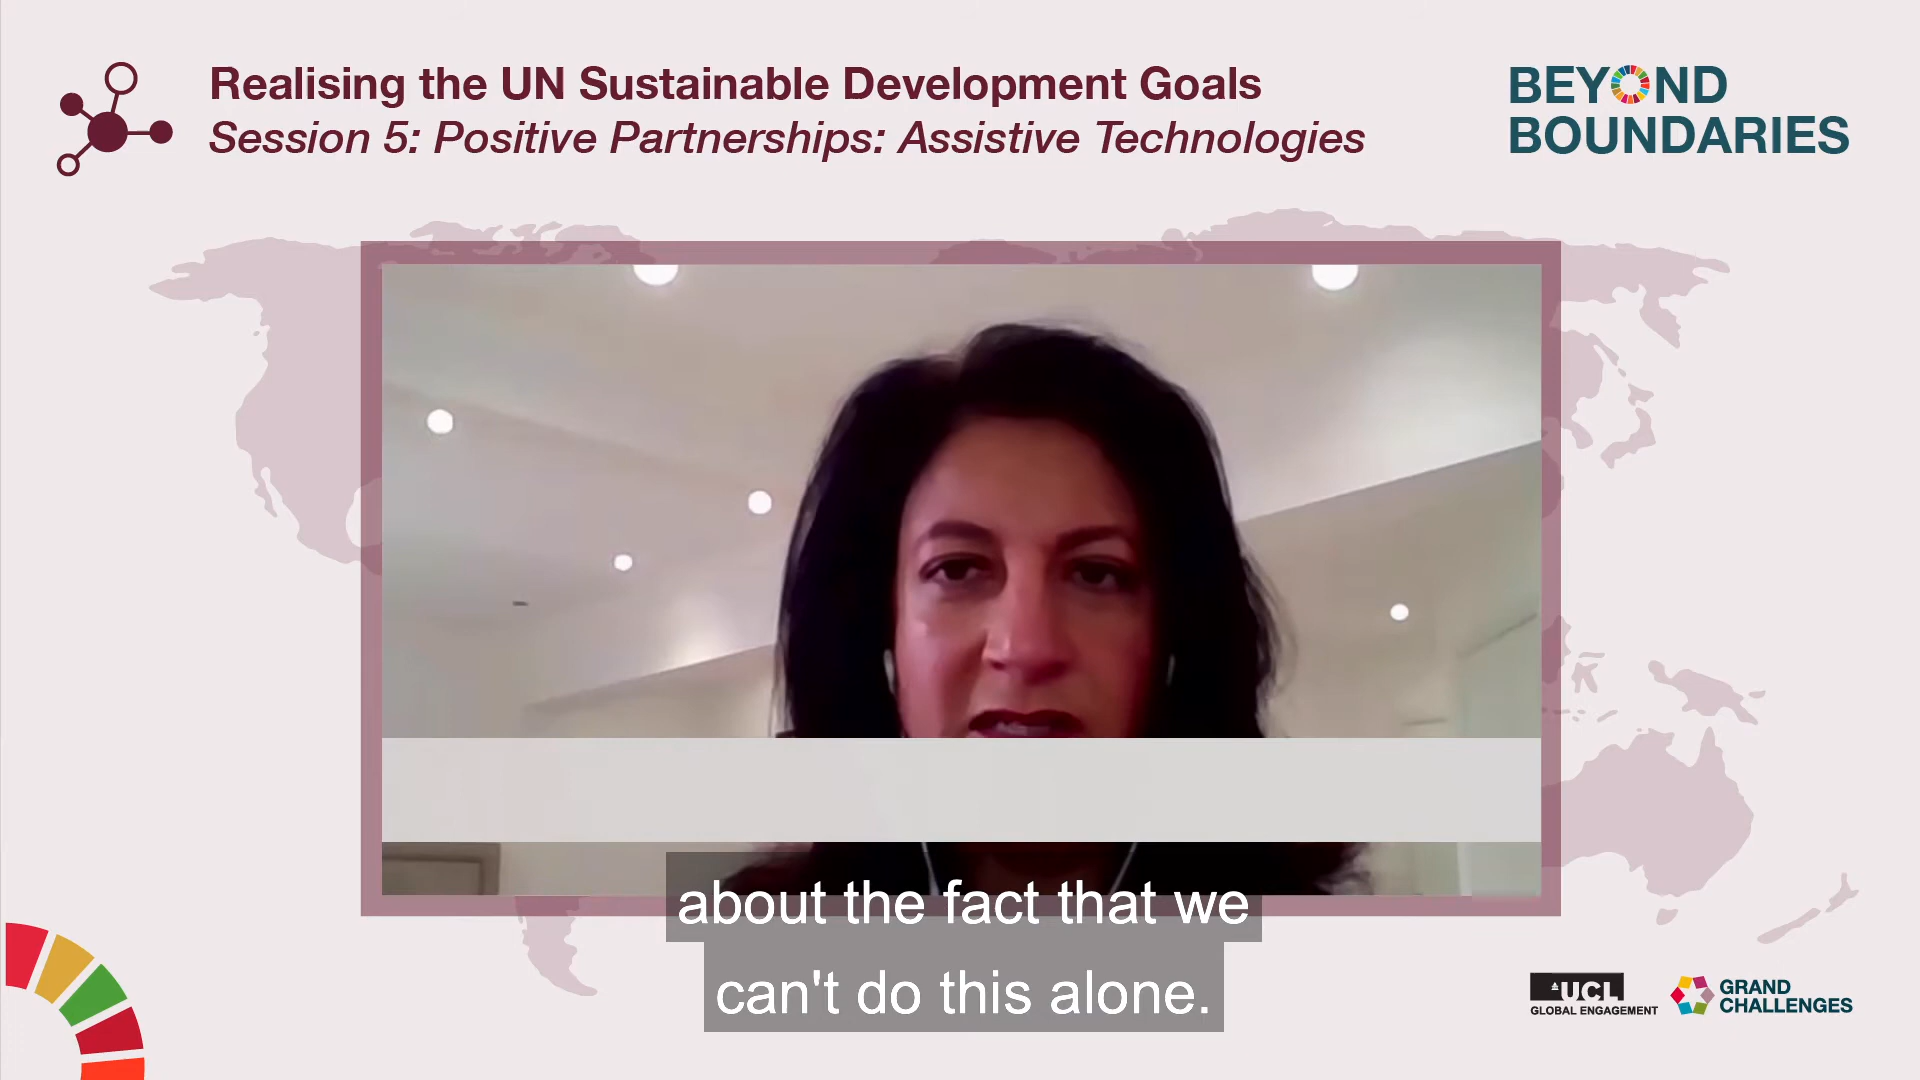 Realising the UN Sustainable Development Goals
Session 5: Positive Partnerships: Assistive Technologies
BEYOND
BOUNDARIES
about the fact that we
can't do this alone.
UCL
GLOBAL ENGAGEMENT
GRAND
CHALLENGES